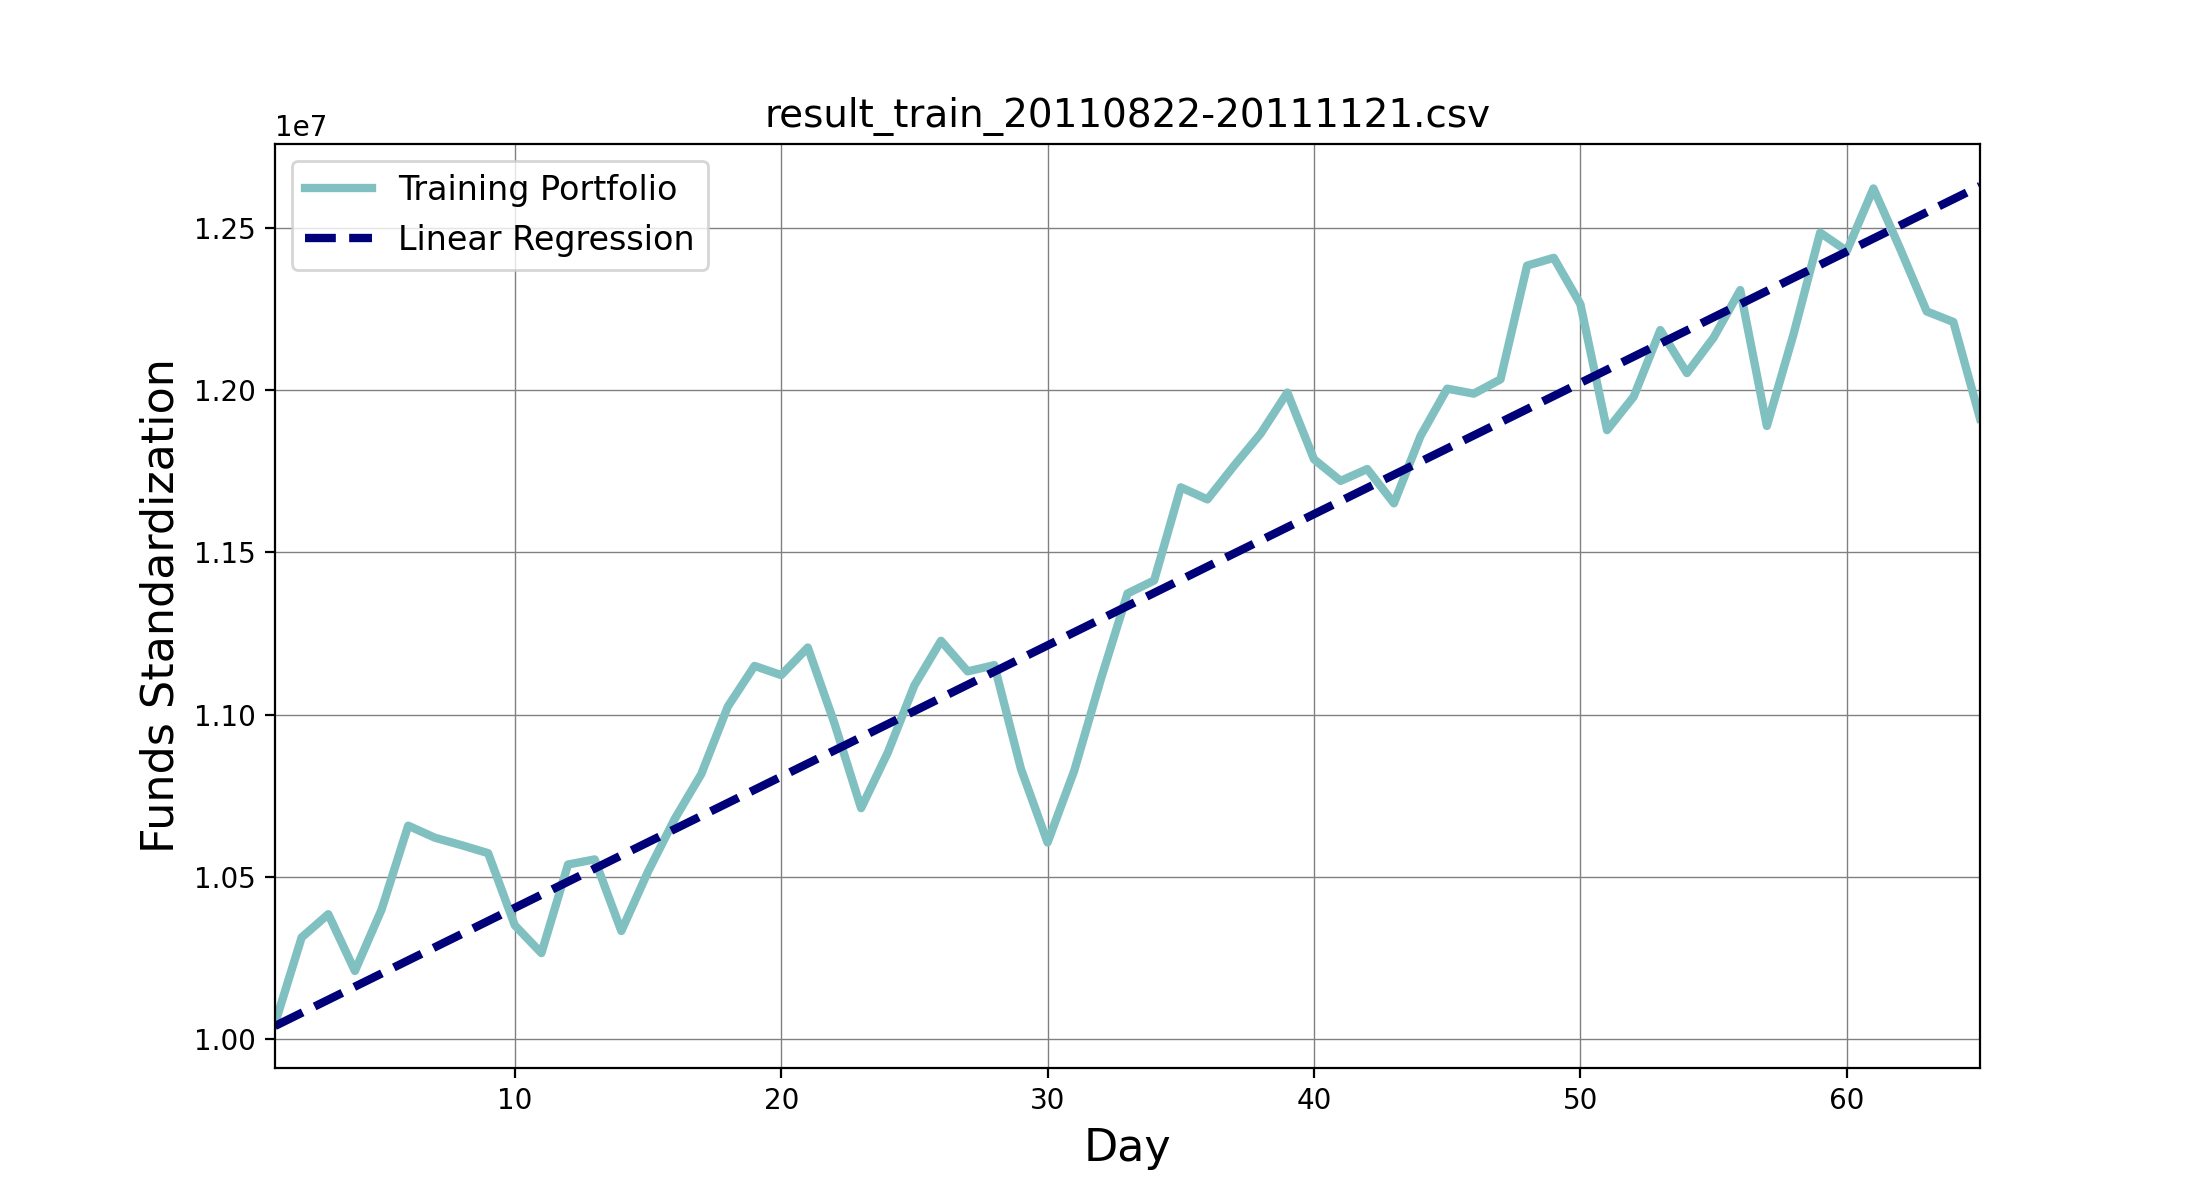 result_train_20110822-20111121.csv
1e7
Training Portfolio
Linear Regression
1.25
1.20
1.15
1.10
1.05
1.00
Funds Standardization
10 20 30 40 50 60
Day